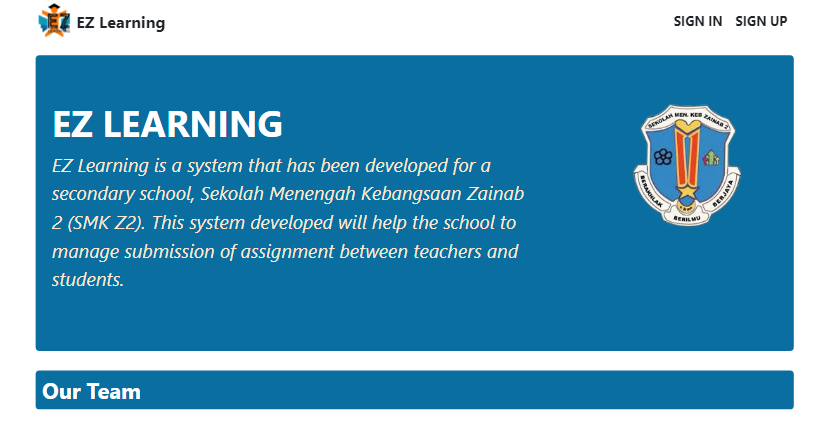 EZ
EZ Learning
SIGN IN SIGN UP
EZ LEARNING
EZ Learning is a system that has been developed for a
secondary school, Sekolah Menengah Kebangsaan Zainab
2 (SMK Z2). This system developed will help the school to
manage submission of assignment between teachers and
students.
SEKOLAH MEN. KEB ZAINAB 2
BERAKHLAK
BERILMU
BERJAYA
Our Team